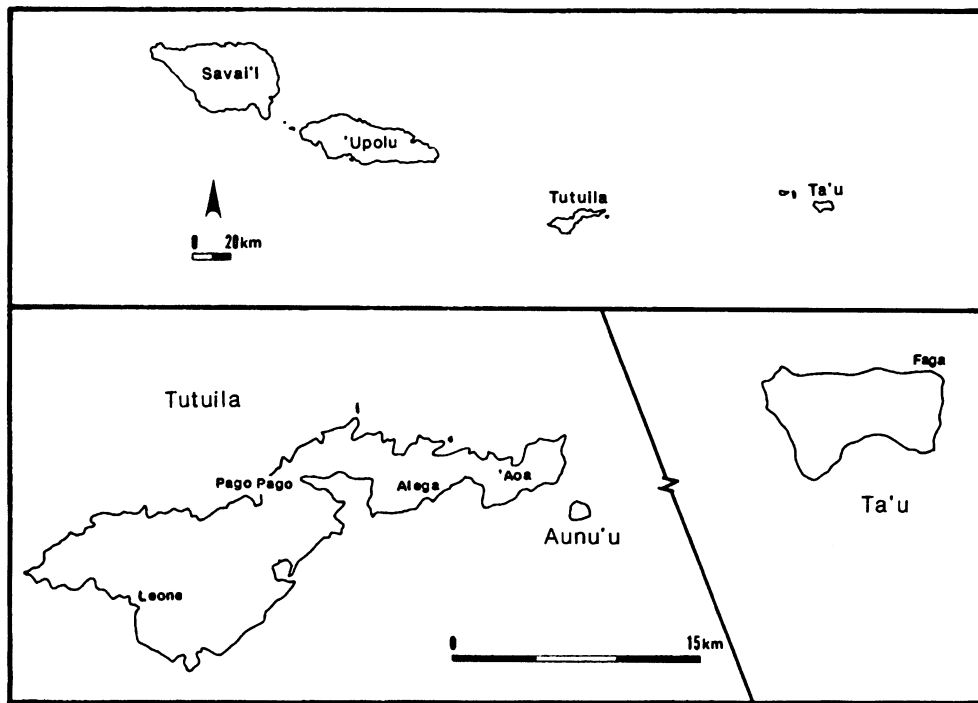 Savai'i
'Upolu
Tutuila
Ta'u
0 20km
Tutuila
Faga
Pago Pago
Alega
'Aoa
Aunu'u
Ta'u
Leone
0 15km